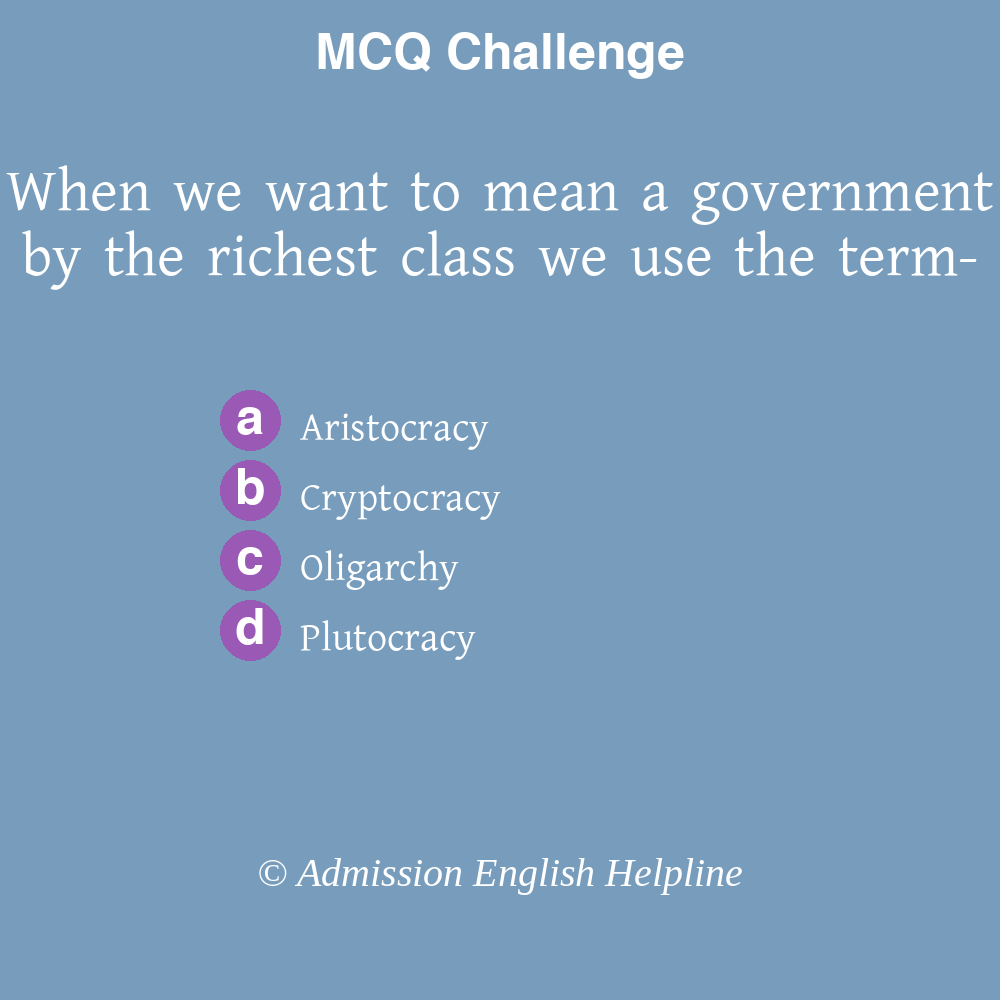 MCQ Challenge
When we want to mean a government
by the richest class we use the term-
a Aristocracy
b Cryptocracy
c Oligarchy
d Plutocracy
© Admission English Helpline